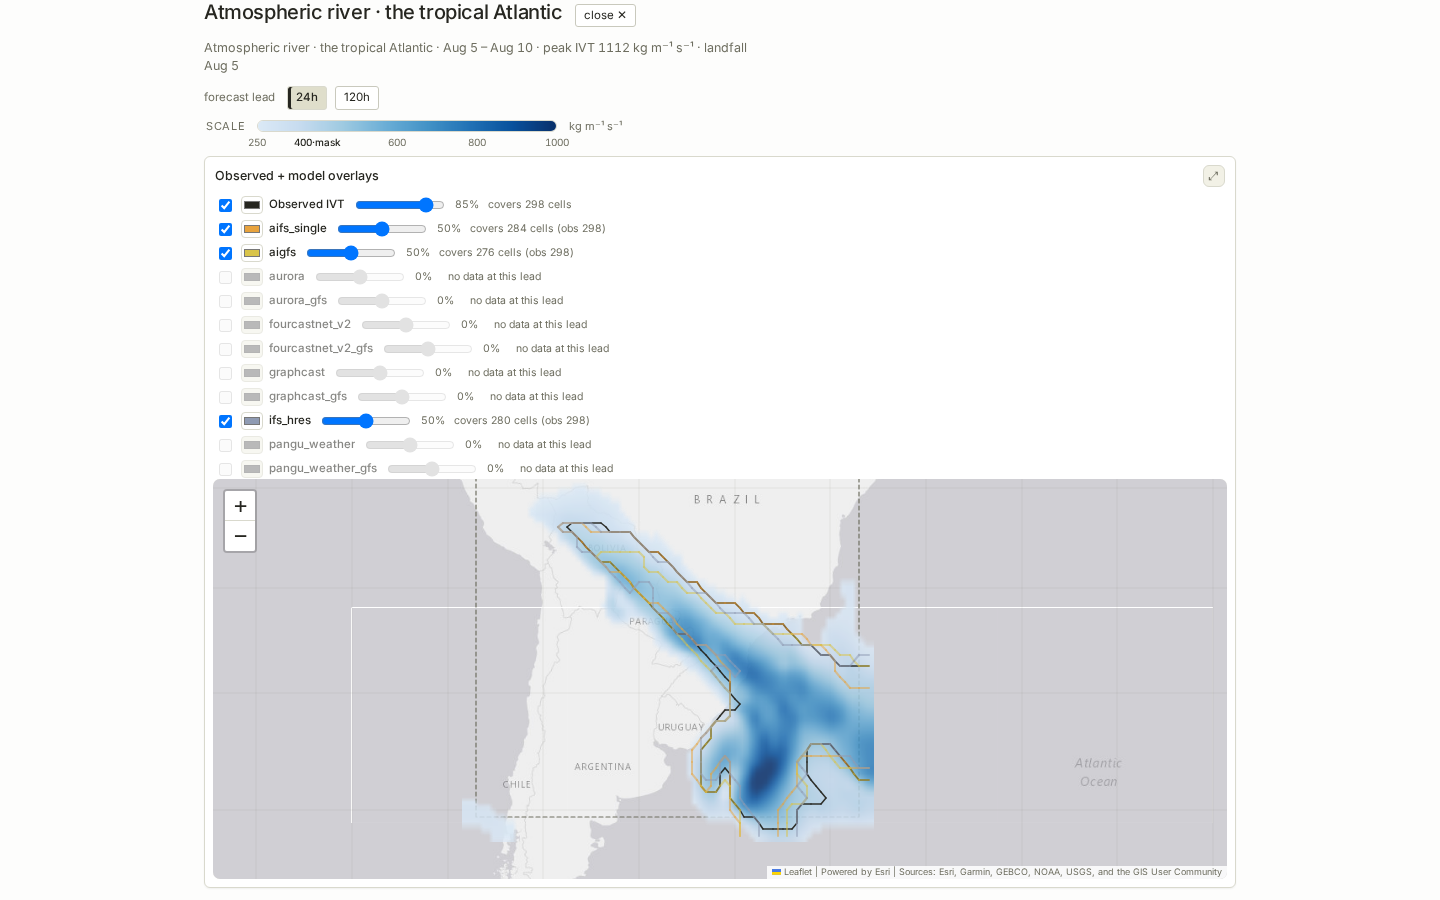 Atmospheric river · the tropical Atlantic close ✕
Atmospheric river · the tropical Atlantic · Aug 5 – Aug 10 · peak IVT 1112 kg m⁻¹ s⁻¹ · landfall
Aug 5
forecast lead 24h 120h
SCALE kg m⁻¹ s⁻¹
250 400·mask 600 800 1000
Observed + model overlays
Observed IVT 85% covers 298 cells
aifs_single 50% covers 284 cells (obs 298)
aigfs 50% covers 276 cells (obs 298)
aurora 0% no data at this lead
aurora_gfs 0% no data at this lead
fourcastnet_v2 0% no data at this lead
fourcastnet_v2_gfs 0% no data at this lead
graphcast 0% no data at this lead
graphcast_gfs 0% no data at this lead
ifs_hres 50% covers 280 cells (obs 298)
pangu_weather 0% no data at this lead
pangu_weather_gfs 0% no data at this lead
+
−
BRAZIL
URUGUAY
ARGENTINA
CHILE
Atlantic
Ocean
Leaflet | Powered by Esri | Sources: Esri, Garmin, GEBCO, NOAA, USGS, and the GIS User Community